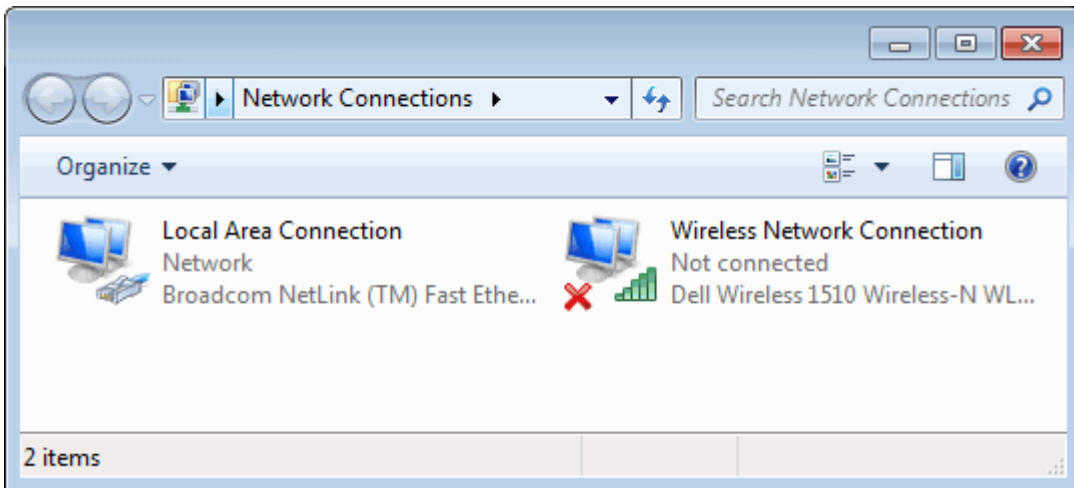 Network Connections
Search Network Connections
Organize
Local Area Connection
Network
Broadcom NetLink (TM) Fast Ethe...
Wireless Network Connection
Not connected
Dell Wireless 1510 Wireless-N WL...
2 items